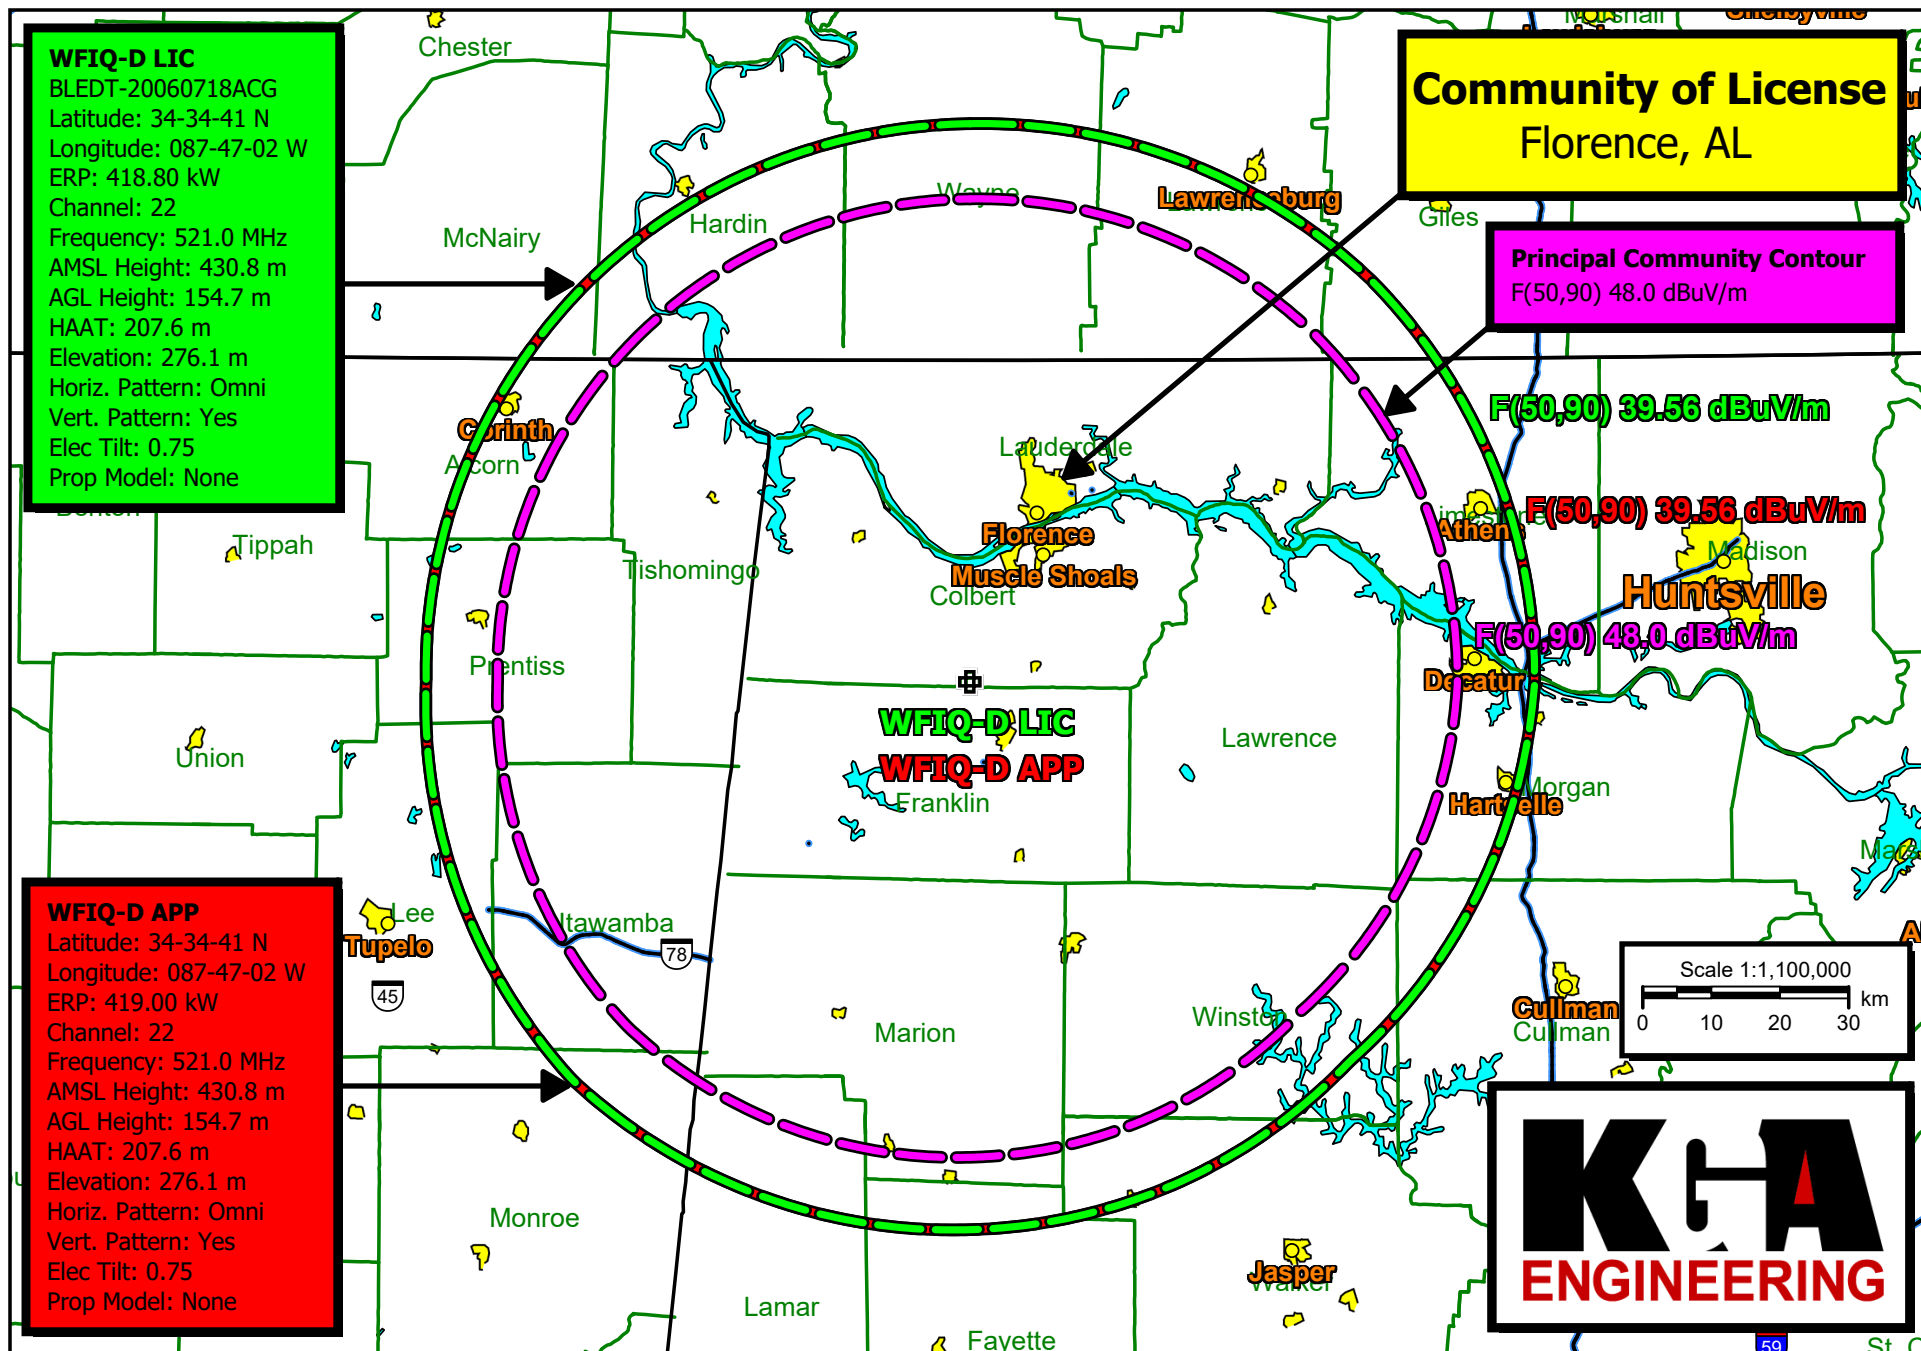 WFIQ-D LIC
BLEDT-20060718ACG
Latitude: 34-34-41 N
Longitude: 087-47-02 W
ERP: 418.80 kW
Channel: 22
Frequency: 521.0 MHz
AMSL Height: 430.8 m
AGL Height: 154.7 m
HAAT: 207.6 m
Elevation: 276.1 m
Horiz. Pattern: Omni
Vert. Pattern: Yes
Elec Tilt: 0.75
Prop Model: None
Community of License
Florence, AL
Principal Community Contour
F(50,90) 48.0 dBuV/m
Chester
McNairy
Hardin
Wayne
Lawrenceburg
Giles
Marshall
Shelbyville
Corinth
Alcorn
Tippah
Tishomingo
Prentiss
Union
Lauderdale
Florence
Muscle Shoals
Colbert
F(50,90) 39.56 dBuV/m
F(50,90) 39.56 dBuV/m
F(50,90) 48.0 dBuV/m
Limestone
Athens
Madison
Huntsville
Decatur
WFIQ-D LIC
WFIQ-D APP
Franklin
Lawrence
Hartselle
Morgan
Lee
Tupelo
45
Itawamba
78
Marion
Winston
Cullman
Cullman
Monroe
Lamar
Fayette
Jasper
Walker
59
WFIQ-D APP
Latitude: 34-34-41 N
Longitude: 087-47-02 W
ERP: 419.00 kW
Channel: 22
Frequency: 521.0 MHz
AMSL Height: 430.8 m
AGL Height: 154.7 m
HAAT: 207.6 m
Elevation: 276.1 m
Horiz. Pattern: Omni
Vert. Pattern: Yes
Elec Tilt: 0.75
Prop Model: None
Scale 1:1,100,000
0 10 20 30 km
KGA
ENGINEERING